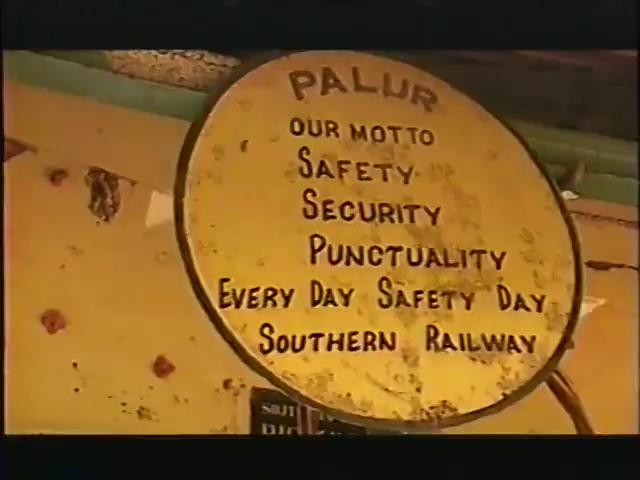 PALUR
OUR MOTTO
SAFETY
SECURITY
PUNCTUALITY
EVERY DAY SAFETY DAY
SOUTHERN RAILWAY